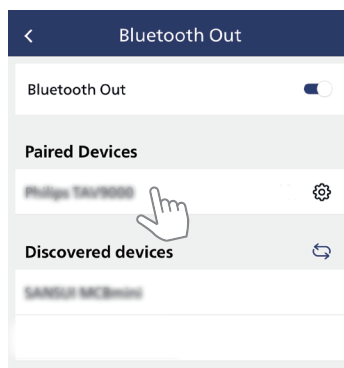 Bluetooth Out
Bluetooth Out
Paired Devices
Philips TAV9000
Discovered devices
SANSUI MCBmini